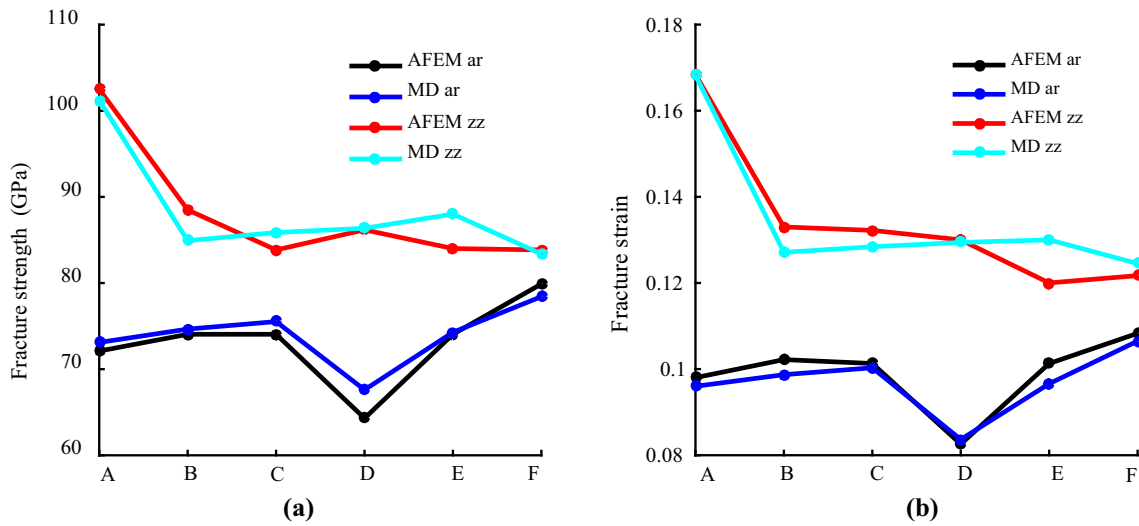 110
100
90
80
70
60
Fracture strength (GPa)
AFEM ar
MD ar
AFEM zz
MD zz
A B C D E F
(a)
0.18
0.16
0.14
0.12
0.1
0.08
Fracture strain
AFEM ar
MD ar
AFEM zz
MD zz
A B C D E F
(b)